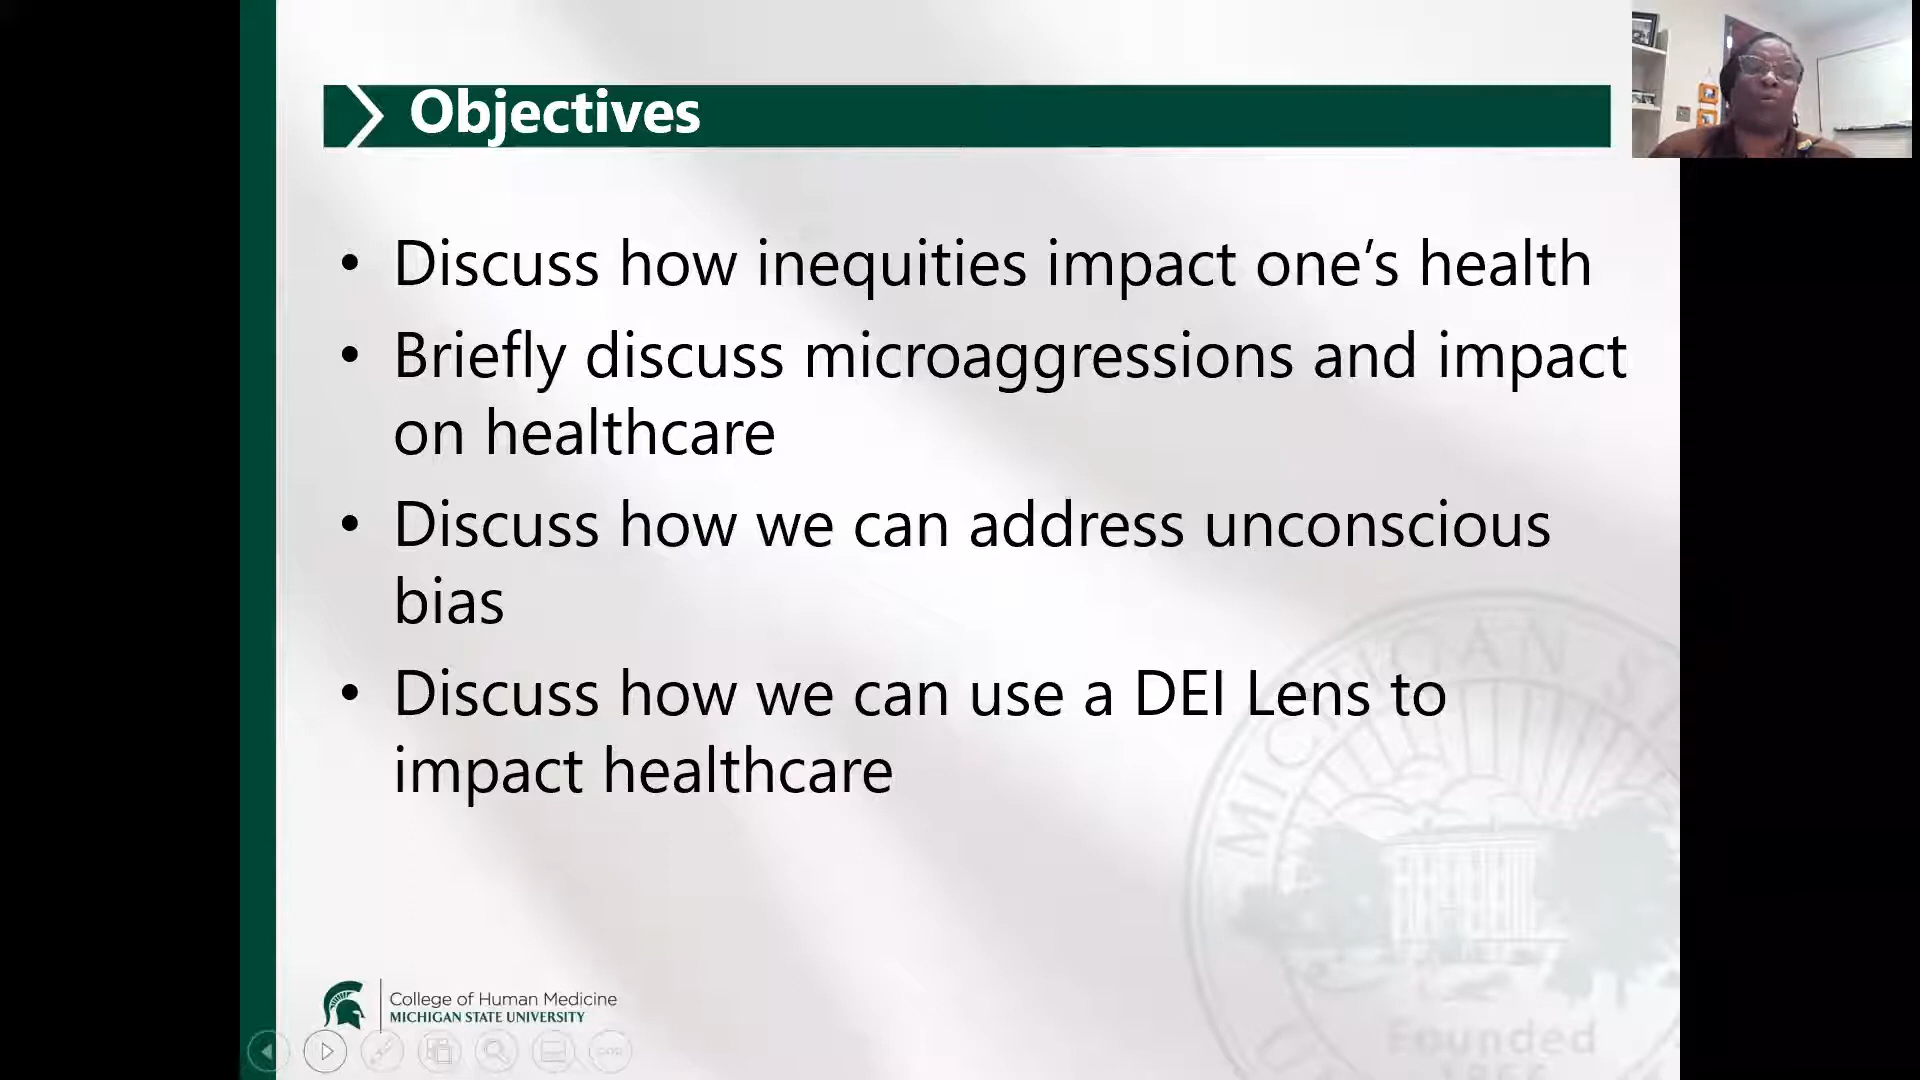 Objectives
• Discuss how inequities impact one’s health
• Briefly discuss microaggressions and impact
on healthcare
• Discuss how we can address unconscious
bias
• Discuss how we can use a DEI Lens to
impact healthcare
MICHIGAN S
Founded
College of Human Medicine
MICHIGAN STATE UNIVERSITY